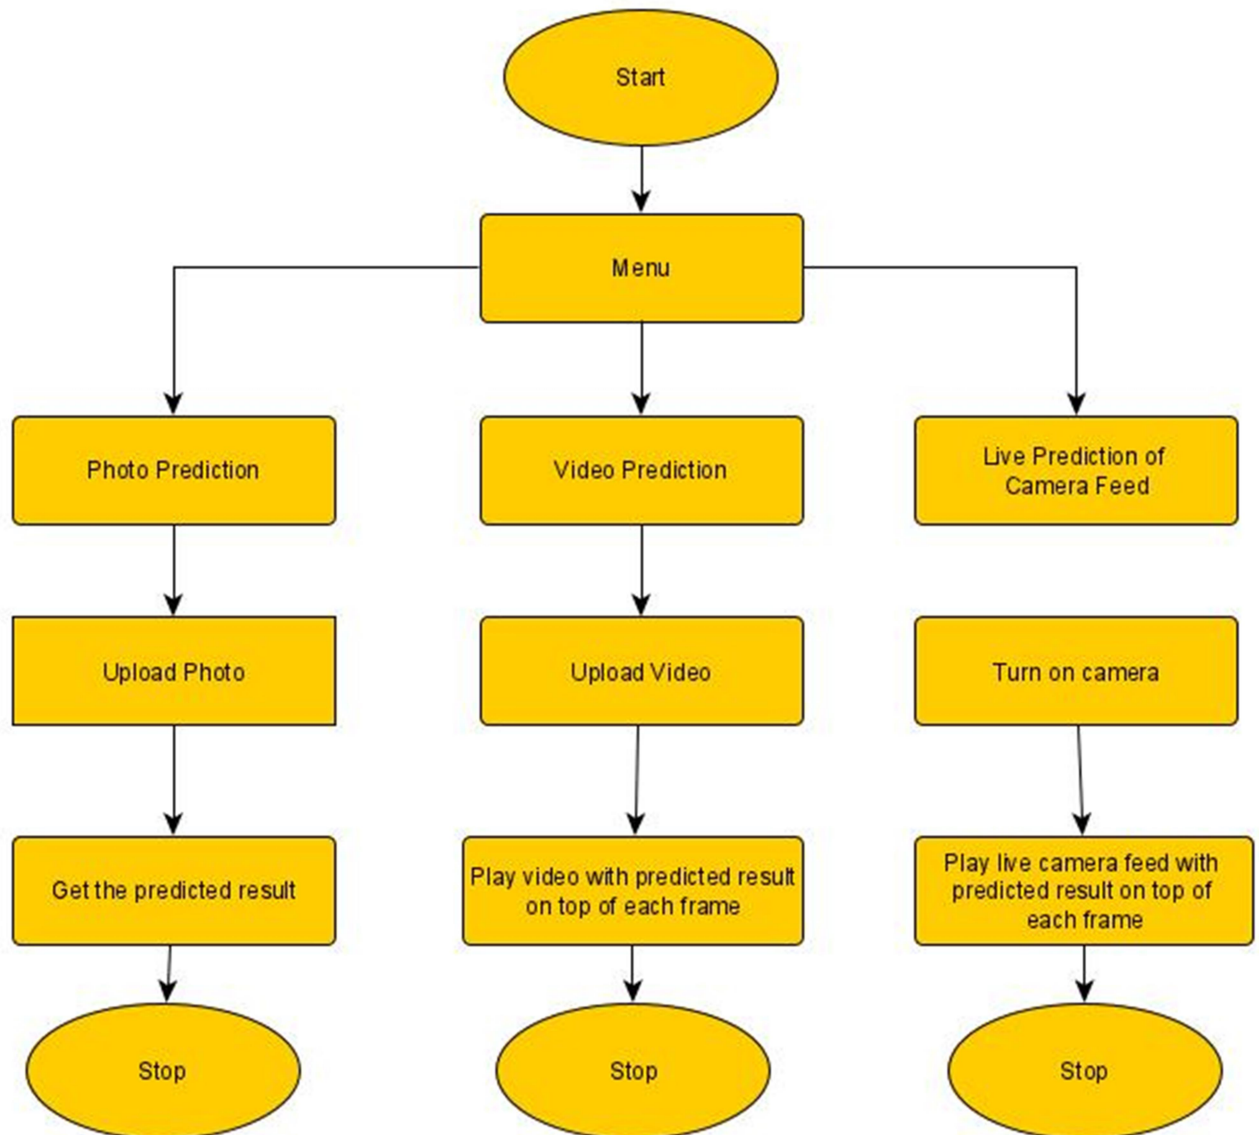 Start
Menu
Photo Prediction
Video Prediction
Live Prediction of
Camera Feed
Upload Photo
Upload Video
Turn on camera
Get the predicted result
Play video with predicted result
on top of each frame
Play live camera feed with
predicted result on top of
each frame
Stop
Stop
Stop